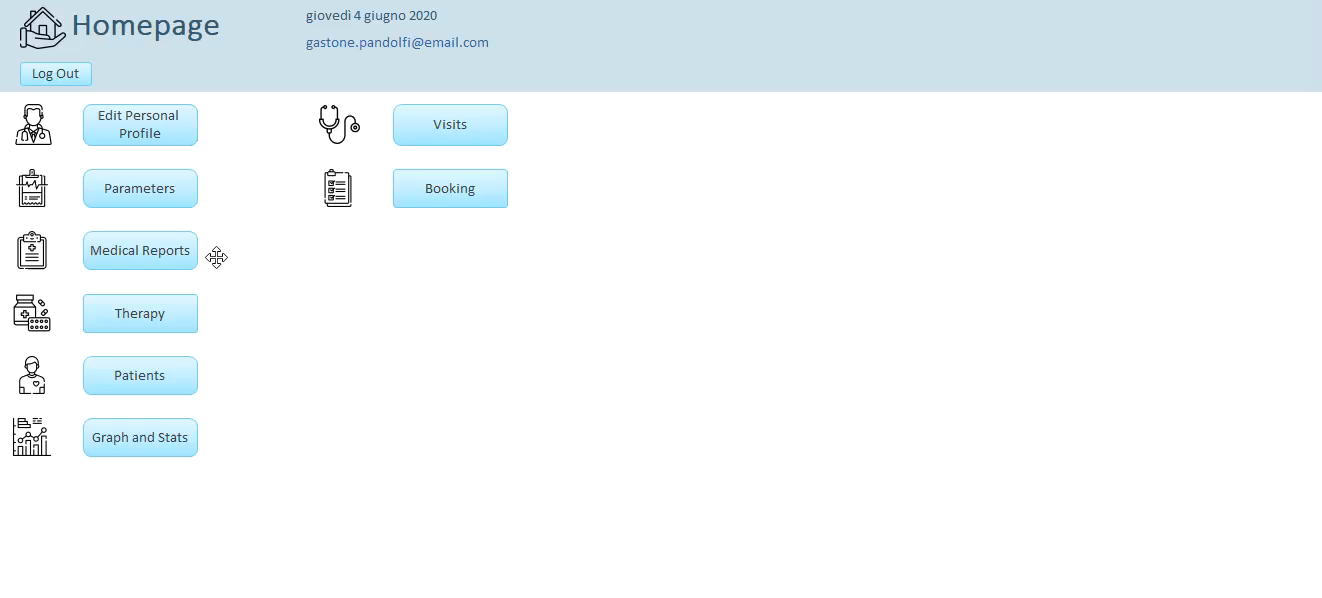 Homepage
giovedì 4 giugno 2020
gastone.pandolfi@email.com
Log Out
Edit Personal
Profile
Visits
Parameters
Booking
Medical Reports
Therapy
Patients
Graph and Stats